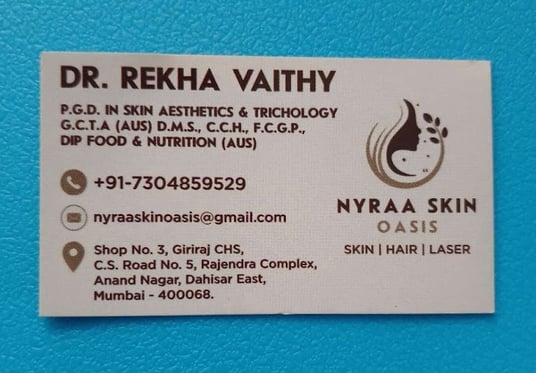 DR. REKHA VAITHY
P.G.D. IN SKIN AESTHETICS & TRICHOLOGY
G.C.T.A (AUS) D.M.S., C.C.H., F.C.G.P.,
DIP FOOD & NUTRITION (AUS)
+91-7304859529
nyraaskinoasis@gmail.com
Shop No. 3, Giriraj CHS,
C.S. Road No. 5, Rajendra Complex,
Anand Nagar, Dahisar East,
Mumbai - 400068.
NYRAA SKIN
OASIS
SKIN | HAIR | LASER